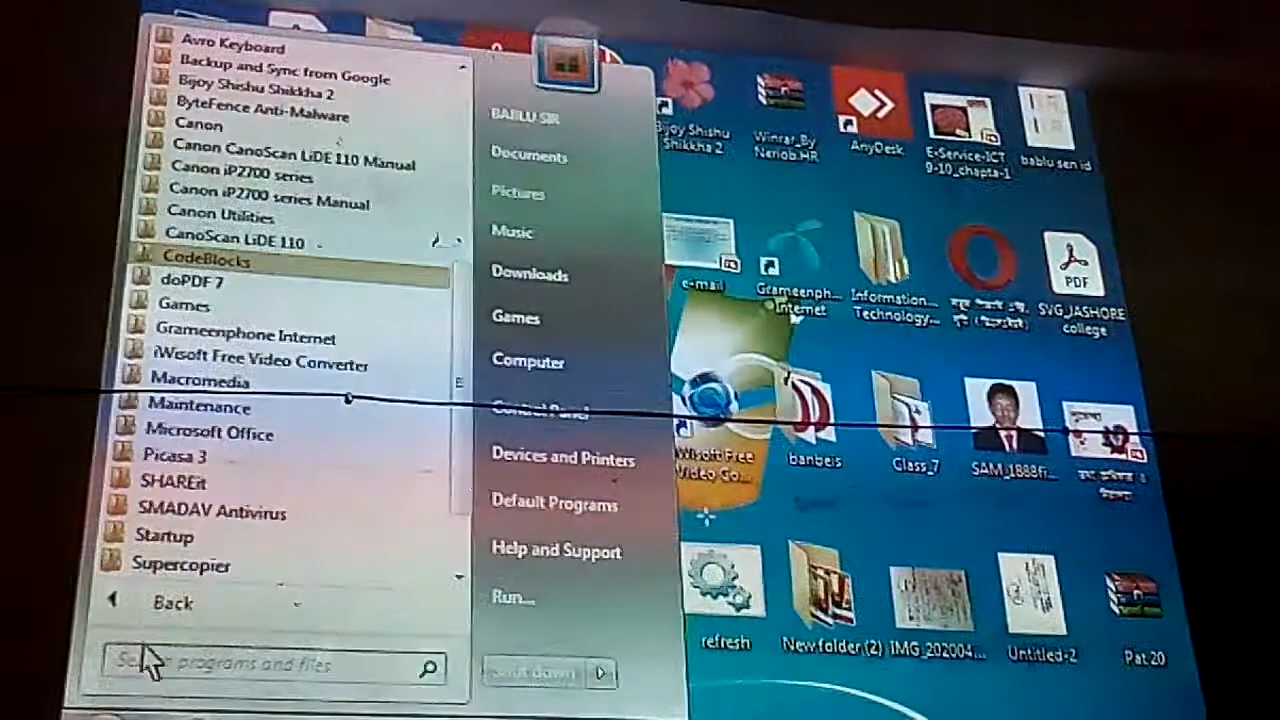 Avro Keyboard
Backup and Sync from Google
Bijoy Shishu Shikkha 2
ByteFence Anti-Malware
Canon
Canon CanoScan LiDE 110 Manual
Canon iP2700 series
Canon iP2700 series Manual
Canon Utilities
CanoScan LiDE 110
CodeBlocks
doPDF 7
Games
Grameenphone Internet
iWisoft Free Video Converter
Macromedia
Maintenance
Microsoft Office
Picasa 3
SHAREit
SMADAV Antivirus
Startup
Supercopier
Back
programs and files
BABLU SIR
Documents
Pictures
Music
Downloads
Games
Computer
Control Panel
Devices and Printers
Default Programs
Help and Support
Run...
Shut down
Bijoy Shishu
Shikkha 2
Winrar_By
Neriob.HR
AnyDesk
E-Service-ICT
9-10_chapta-1
bablu sen id
e-mail
Grameenph...
Internet
Information...
Technology...
PDF
SVG_JASHORE
college
Wisoft Free
Video Co...
banbeis
Class_7
SAM_1888fi...
refresh
New folder (2)
IMG_202004...
Untitled-2
Pat 20